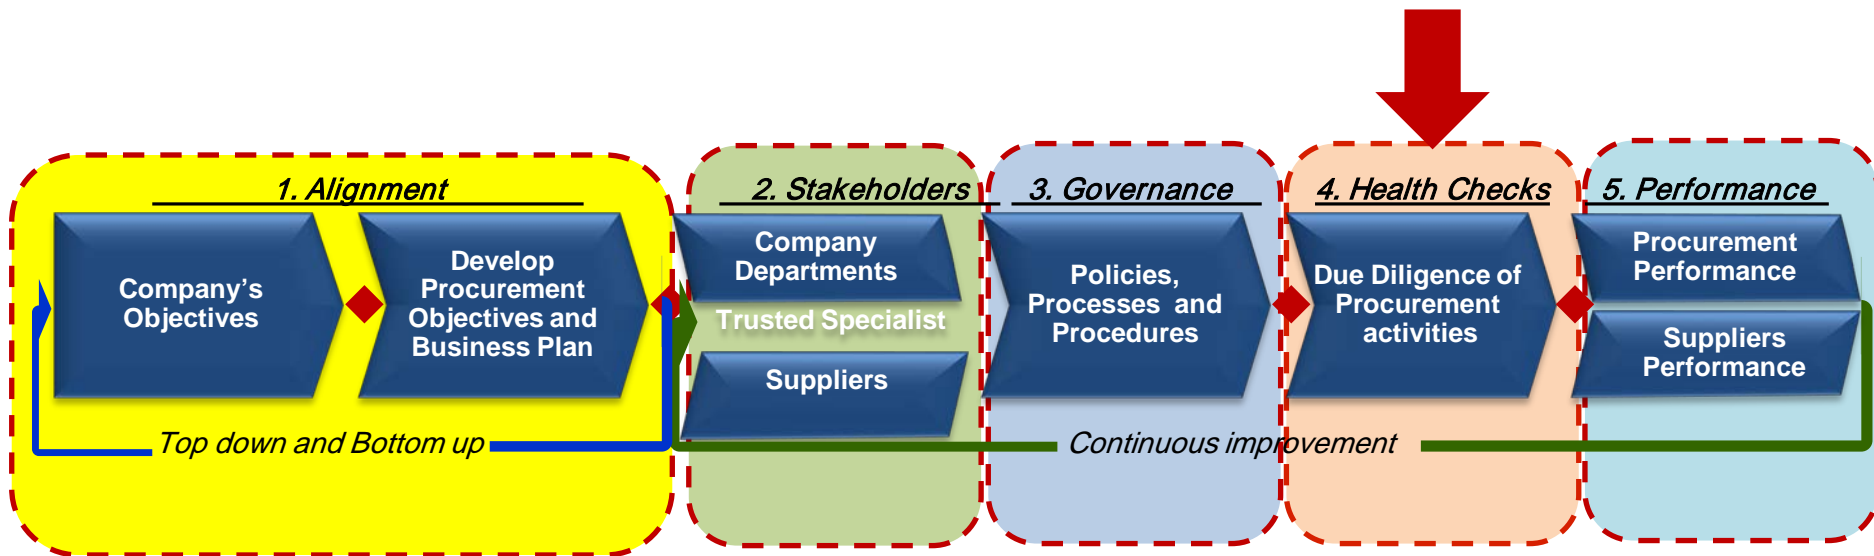 1. Alignment
2. Stakeholders
3. Governance
4. Health Checks
5. Performance
Company's
Objectives
Develop
Procurement
Objectives and
Business Plan
Company
Departments
Trusted Specialist
Suppliers
Policies,
Processes and
Procedures
Due Diligence of
Procurement
activities
Procurement
Performance
Suppliers
Performance
Top down and Bottom up
Continuous improvement